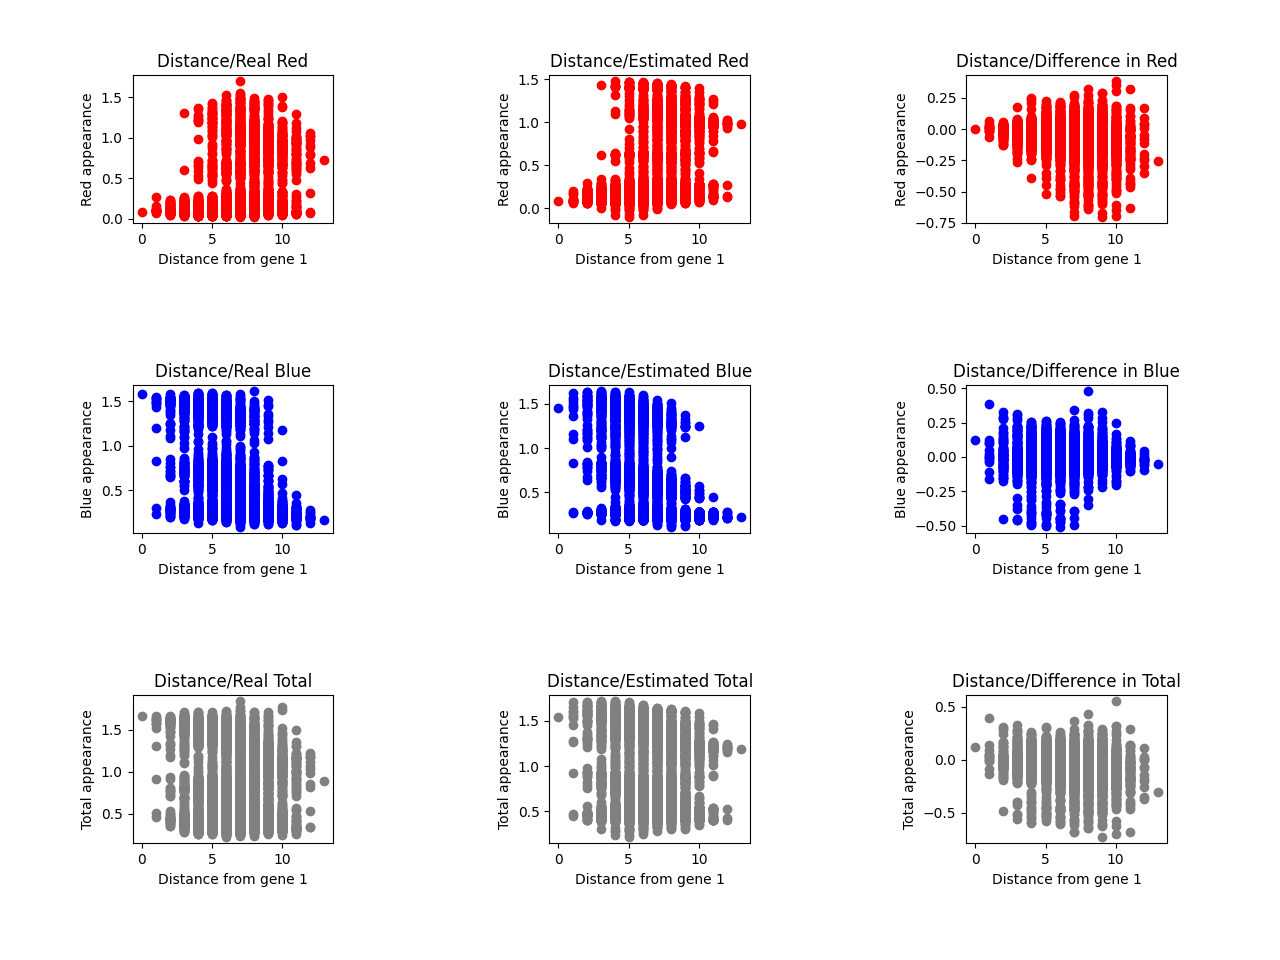 Distance/Real Red
Distance/Estimated Red
Distance/Difference in Red
Red appearance
1.5
1.0
0.5
0.0
0 5 10
Distance from gene 1
Red appearance
1.5
1.0
0.5
0.0
0 5 10
Distance from gene 1
Red appearance
0.25
0.00
−0.25
−0.50
−0.75
0 5 10
Distance from gene 1
Distance/Real Blue
Distance/Estimated Blue
Distance/Difference in Blue
Blue appearance
1.5
1.0
0.5
0 5 10
Distance from gene 1
Blue appearance
1.5
1.0
0.5
0 5 10
Distance from gene 1
Blue appearance
0.50
0.25
0.00
−0.25
−0.50
0 5 10
Distance from gene 1
Distance/Real Total
Distance/Estimated Total
Distance/Difference in Total
Total appearance
1.5
1.0
0.5
0 5 10
Distance from gene 1
Total appearance
1.5
1.0
0.5
0 5 10
Distance from gene 1
Total appearance
0.5
0.0
−0.5
0 5 10
Distance from gene 1